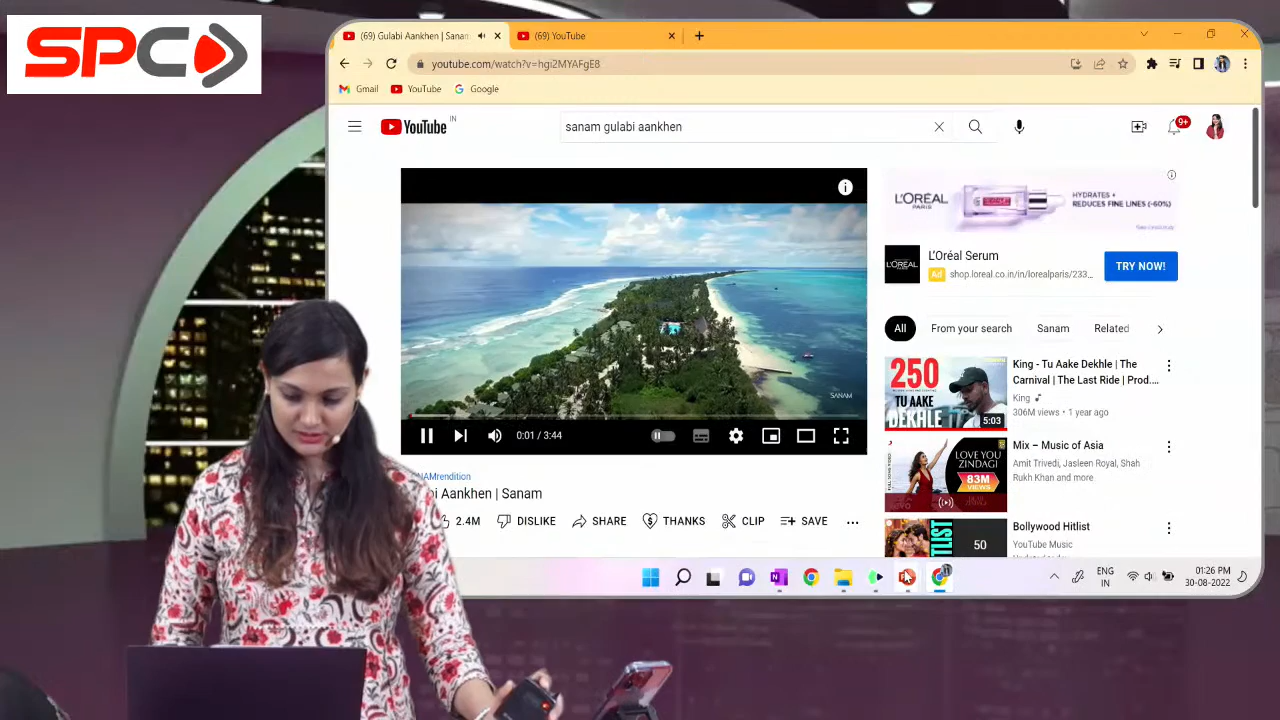 SPC
(69) Gulabi Aankhen | Sanam
(69) YouTube
youtube.com/watch?v=hgi2MYAFgE8
Gmail
YouTube
Google
YouTube IN
sanam gulabi aankhen
9+
SANAM
0:01 / 3:44
NAMrendition
bi Aankhen | Sanam
2.4M
DISLIKE
SHARE
THANKS
CLIP
SAVE
L'ORÉAL
PARIS
HYDRATES +
REDUCES FINE LINES (-60%)
L'Oréal Serum
Ad shop.loreal.co.in/in/lorealparis/233...
TRY NOW!
All
From your search
Sanam
Related
250
TU AAKE
DEKHLE
5:03
King - Tu Aake Dekhle | The
Carnival | The Last Ride | Prod....
King
306M views • 1 year ago
LOVE YOU
ZINDAGI
83M
VIEWS
Mix – Music of Asia
Amit Trivedi, Jasleen Royal, Shah
Rukh Khan and more
50
Bollywood Hitlist
YouTube Music
ENG
IN
01:26 PM
30-08-2022